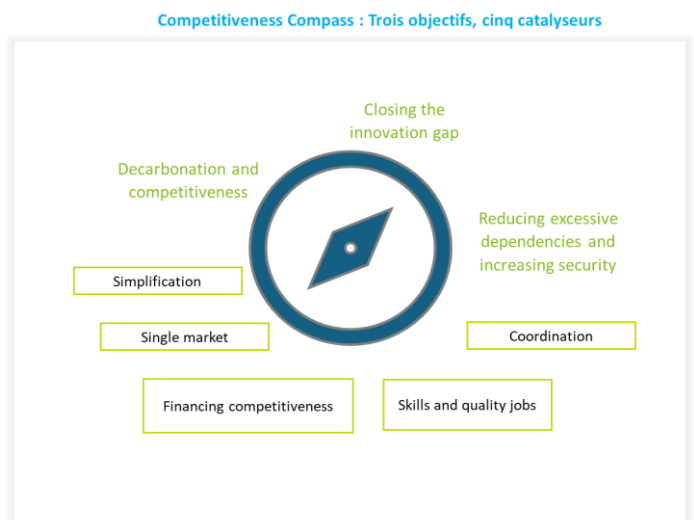 Competitiveness Compass : Trois objectifs, cinq catalyseurs
Closing the
innovation gap
Decarbonation and
competitiveness
Reducing excessive
dependencies and
increasing security
Simplification
Single market
Coordination
Financing competitiveness
Skills and quality jobs